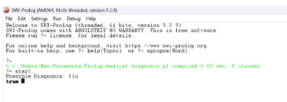 SWI-Prolog (AMD64, Multi-threaded, version 9.2.9)
File Edit Settings Run Debug Help
Welcome to SWI-Prolog (threaded, 64 bits, version 9.2.9)
SWI-Prolog comes with ABSOLUTELY NO WARRANTY. This is free software.
Please run ?- license. for legal details.
For online help and background, visit https://www.swi-prolog.org
For built-in help, use ?- help(Topic). or ?- apropos(Word).
?-
% c:/Users/ /Documents/Prolog/medical diagnosis.pl compiled 0.00 sec, 0 clauses
?- start.
Possible Diagnosis: flu
true